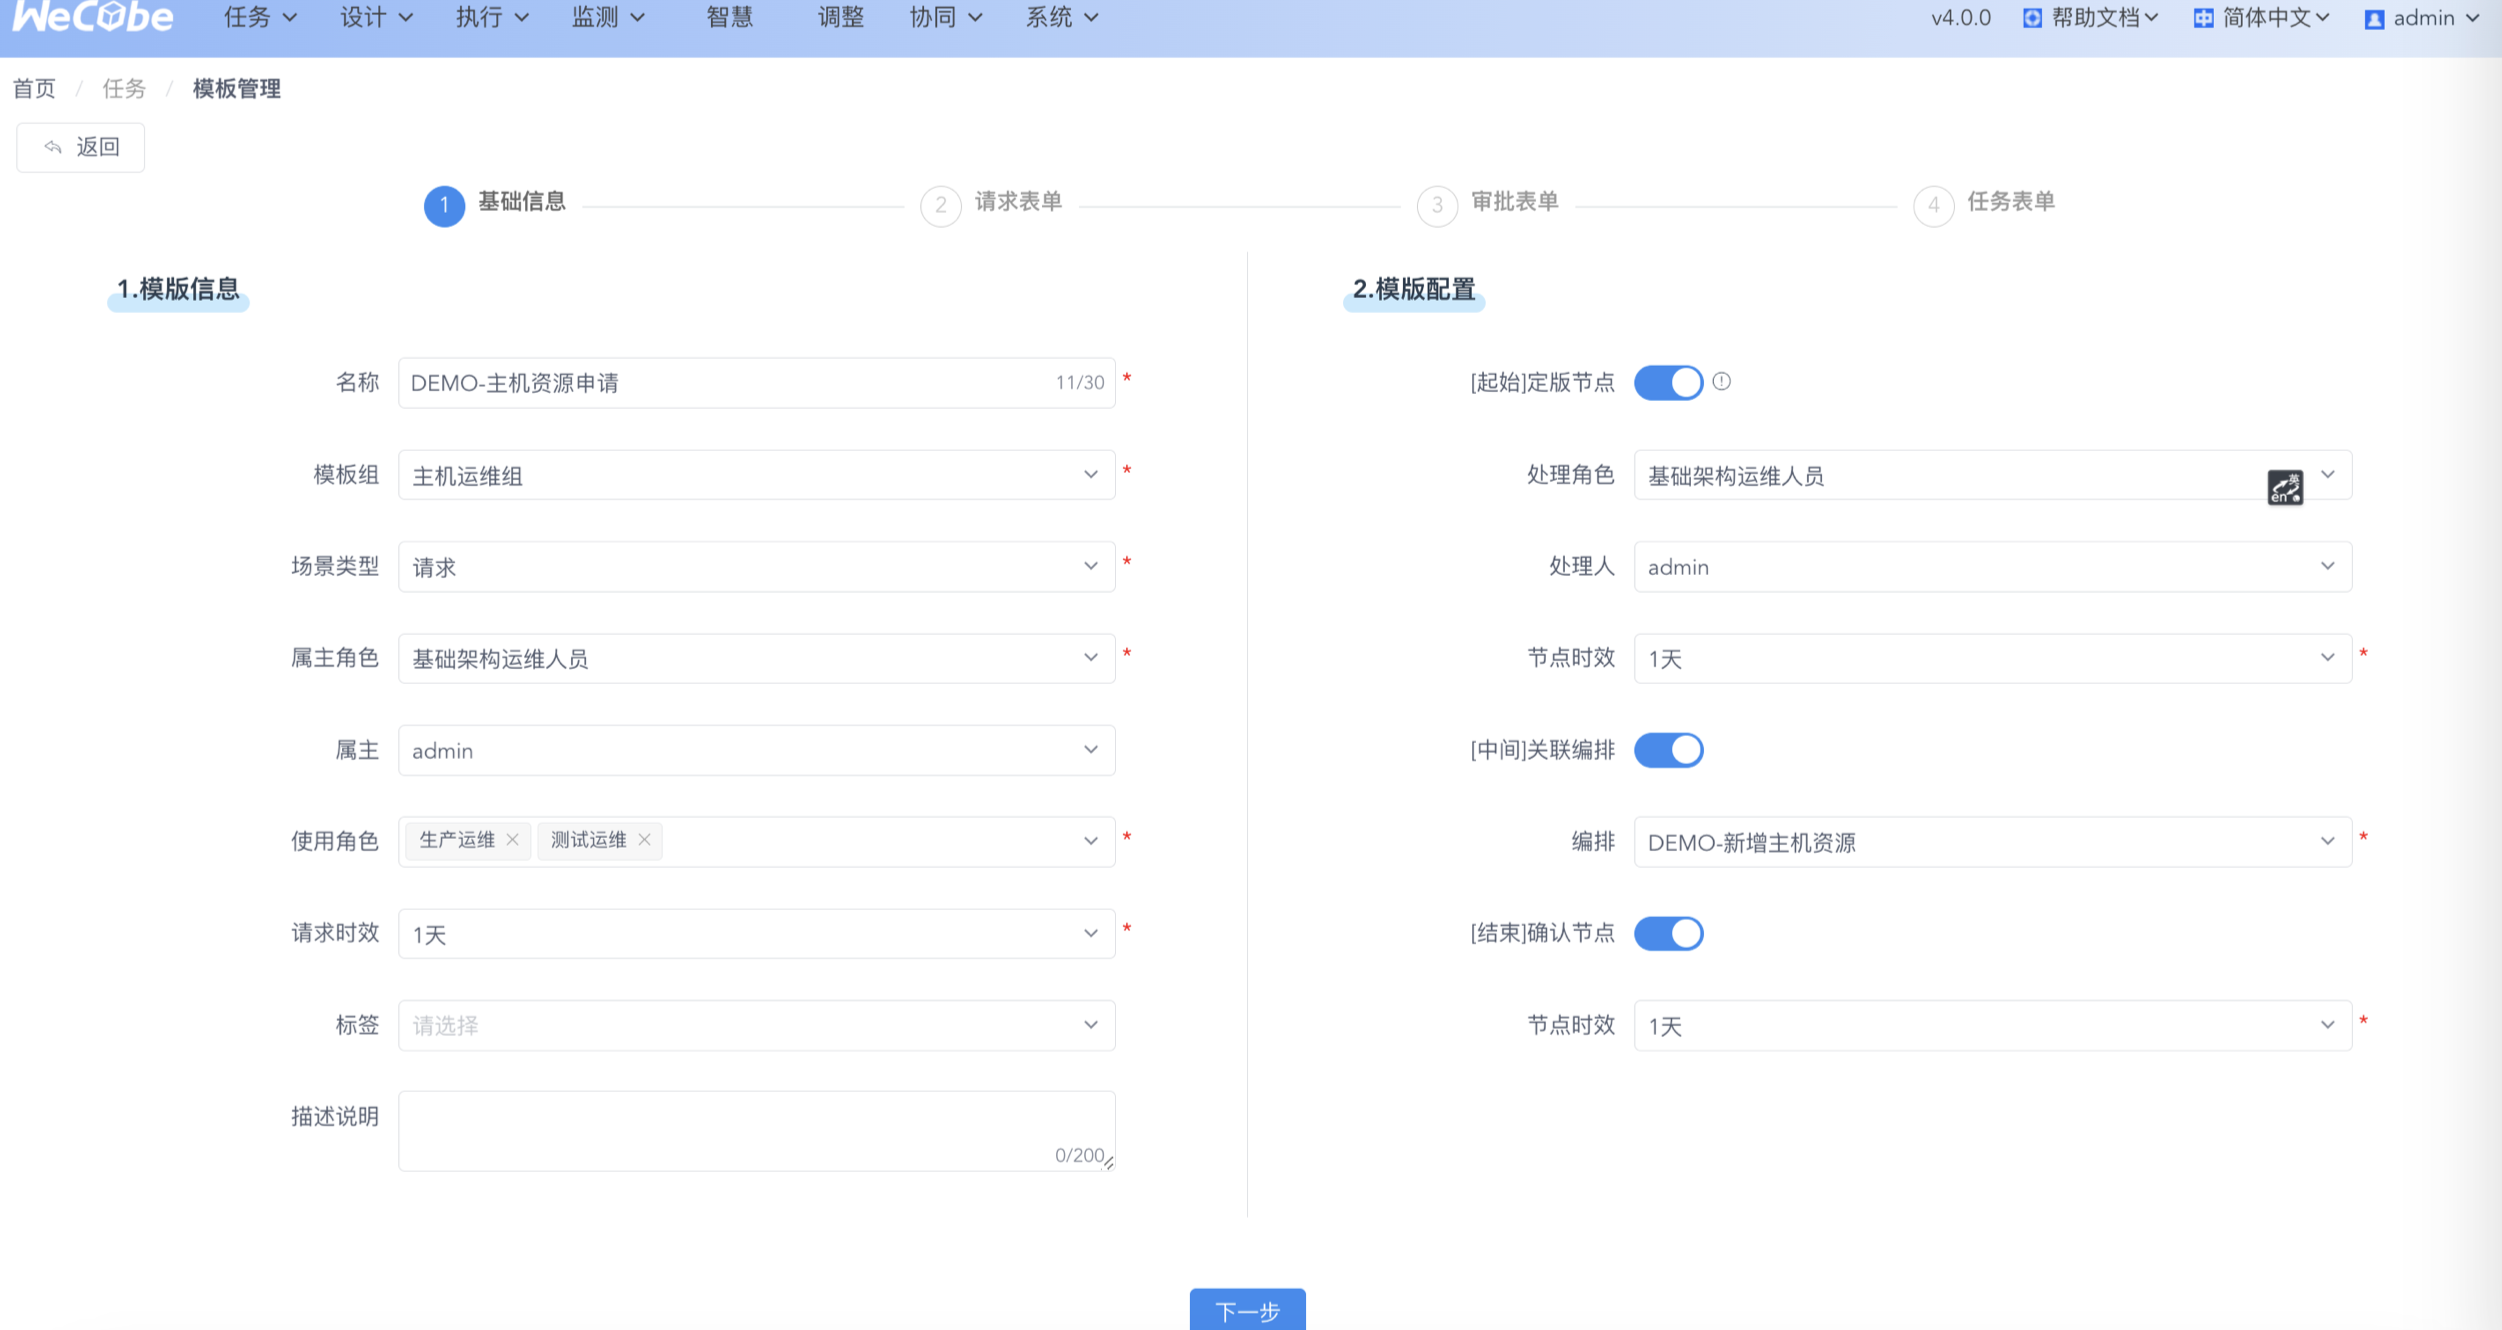 WeCube 任务 设计 执行 监测 智慧 调整 协同 系统 v4.0.0 帮助文档 简体中文 admin
首页 / 任务 / 模板管理
返回
1 基础信息 2 请求表单 3 审批表单 4 任务表单
1.模版信息
名称 DEMO-主机资源申请 11/30 *
模板组 主机运维组 *
场景类型 请求 *
属主角色 基础架构运维人员 *
属主 admin
使用角色 生产运维 测试运维 *
请求时效 1天 *
标签 请选择
描述说明 0/200
2.模版配置
[起始]定版节点
处理角色 基础架构运维人员
英 en
处理人 admin
节点时效 1天 *
[中间]关联编排
编排 DEMO-新增主机资源 *
[结束]确认节点
节点时效 1天 *
下一步